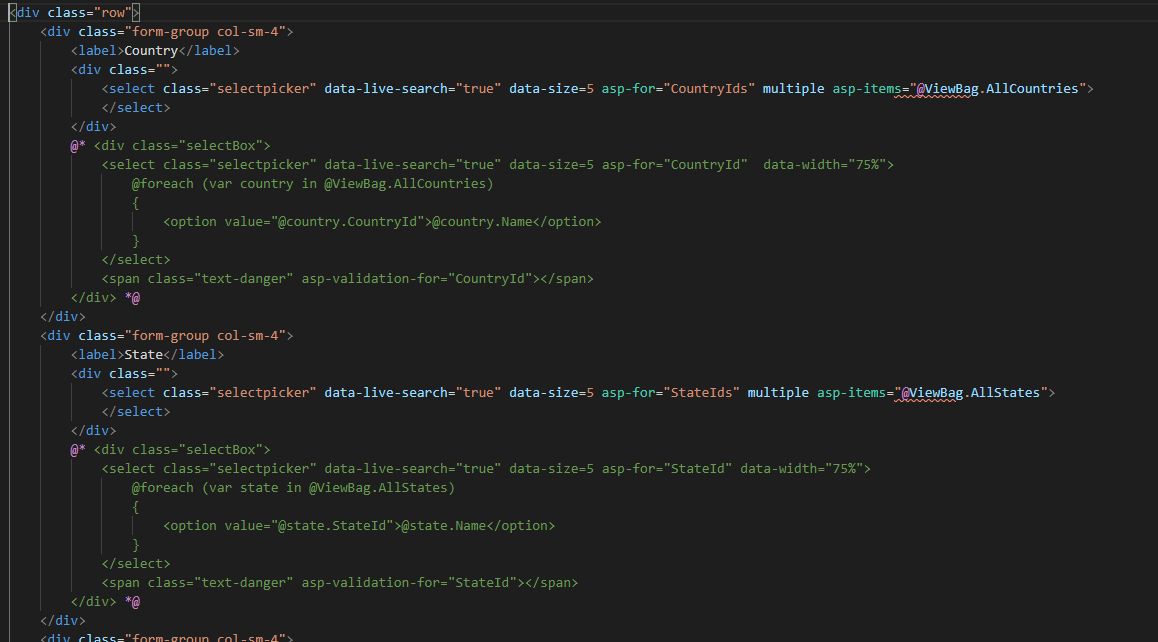 <div class="row">
<div class="form-group col-sm-4">
<label>Country</label>
<div class="">
<select class="selectpicker" data-live-search="true" data-size=5 asp-for="CountryIds" multiple asp-items="@ViewBag.AllCountries">
</select>
</div>
@* <div class="selectBox">
<select class="selectpicker" data-live-search="true" data-size=5 asp-for="CountryId"  data-width="75%">
@foreach (var country in @ViewBag.AllCountries)
{
<option value="@country.CountryId">@country.Name</option>
}
</select>
<span class="text-danger" asp-validation-for="CountryId"></span>
</div> *@
</div>
<div class="form-group col-sm-4">
<label>State</label>
<div class="">
<select class="selectpicker" data-live-search="true" data-size=5 asp-for="StateIds" multiple asp-items="@ViewBag.AllStates">
</select>
</div>
@* <div class="selectBox">
<select class="selectpicker" data-live-search="true" data-size=5 asp-for="StateId" data-width="75%">
@foreach (var state in @ViewBag.AllStates)
{
<option value="@state.StateId">@state.Name</option>
}
</select>
<span class="text-danger" asp-validation-for="StateId"></span>
</div> *@
</div>
<div class="form-group col-sm-4">